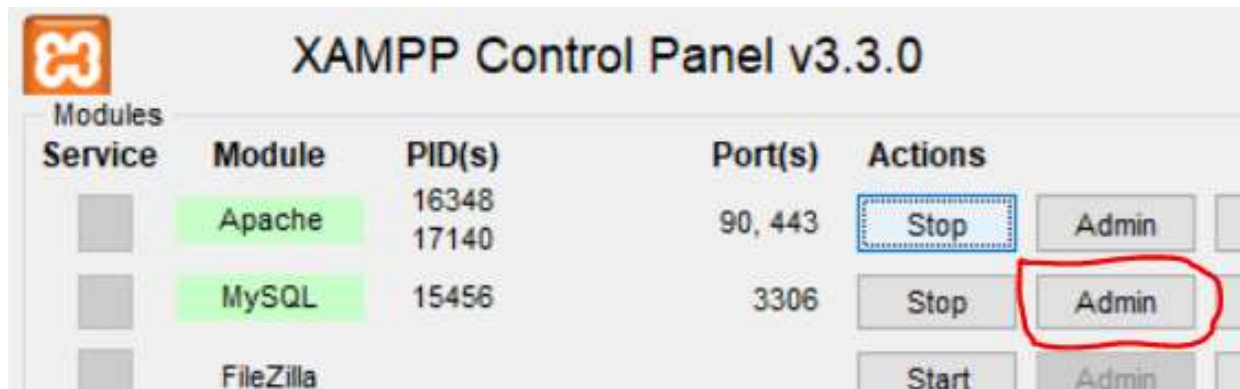 XAMPP Control Panel v3.3.0
Modules
Service Module PID(s) Port(s) Actions
Apache 16348 17140 90, 443 Stop Admin
MySQL 15456 3306 Stop Admin
FileZilla Start Admin